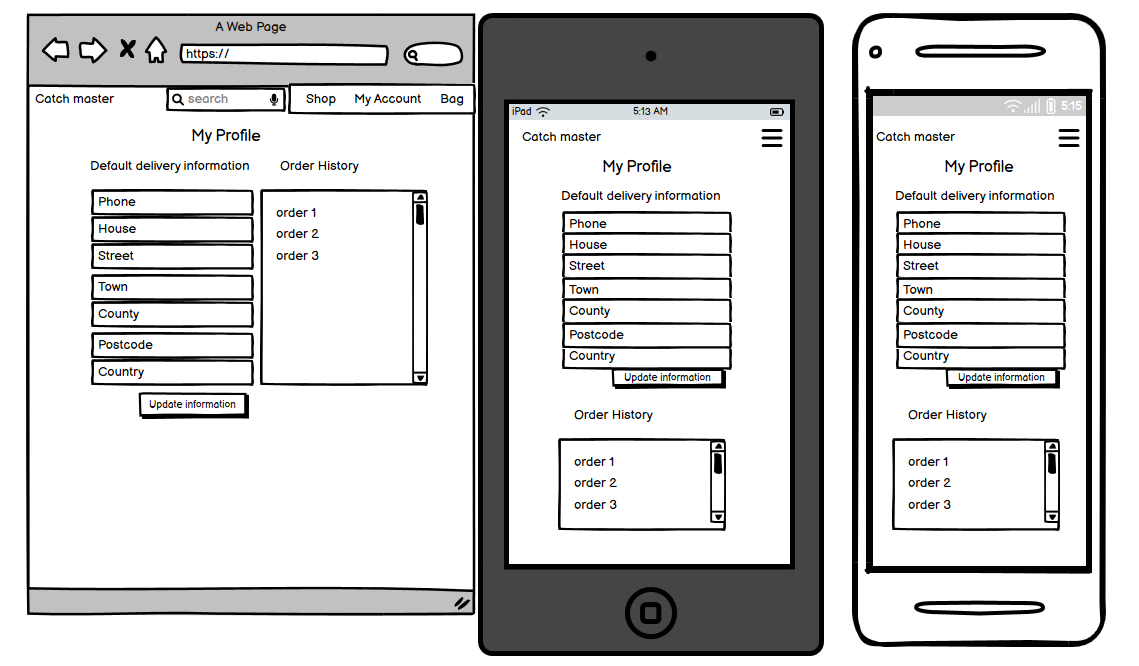 A Web Page
https://
Catch master
search
Shop My Account Bag
My Profile
Default delivery information
Order History
Phone
House
Street
Town
County
Postcode
Country
Update information
order 1
order 2
order 3
iPad 5:13 AM
Catch master
My Profile
Default delivery information
Phone
House
Street
Town
County
Postcode
Country
Update information
Order History
order 1
order 2
order 3
5:15
Catch master
My Profile
Default delivery information
Phone
House
Street
Town
County
Postcode
Country
Update information
Order History
order 1
order 2
order 3